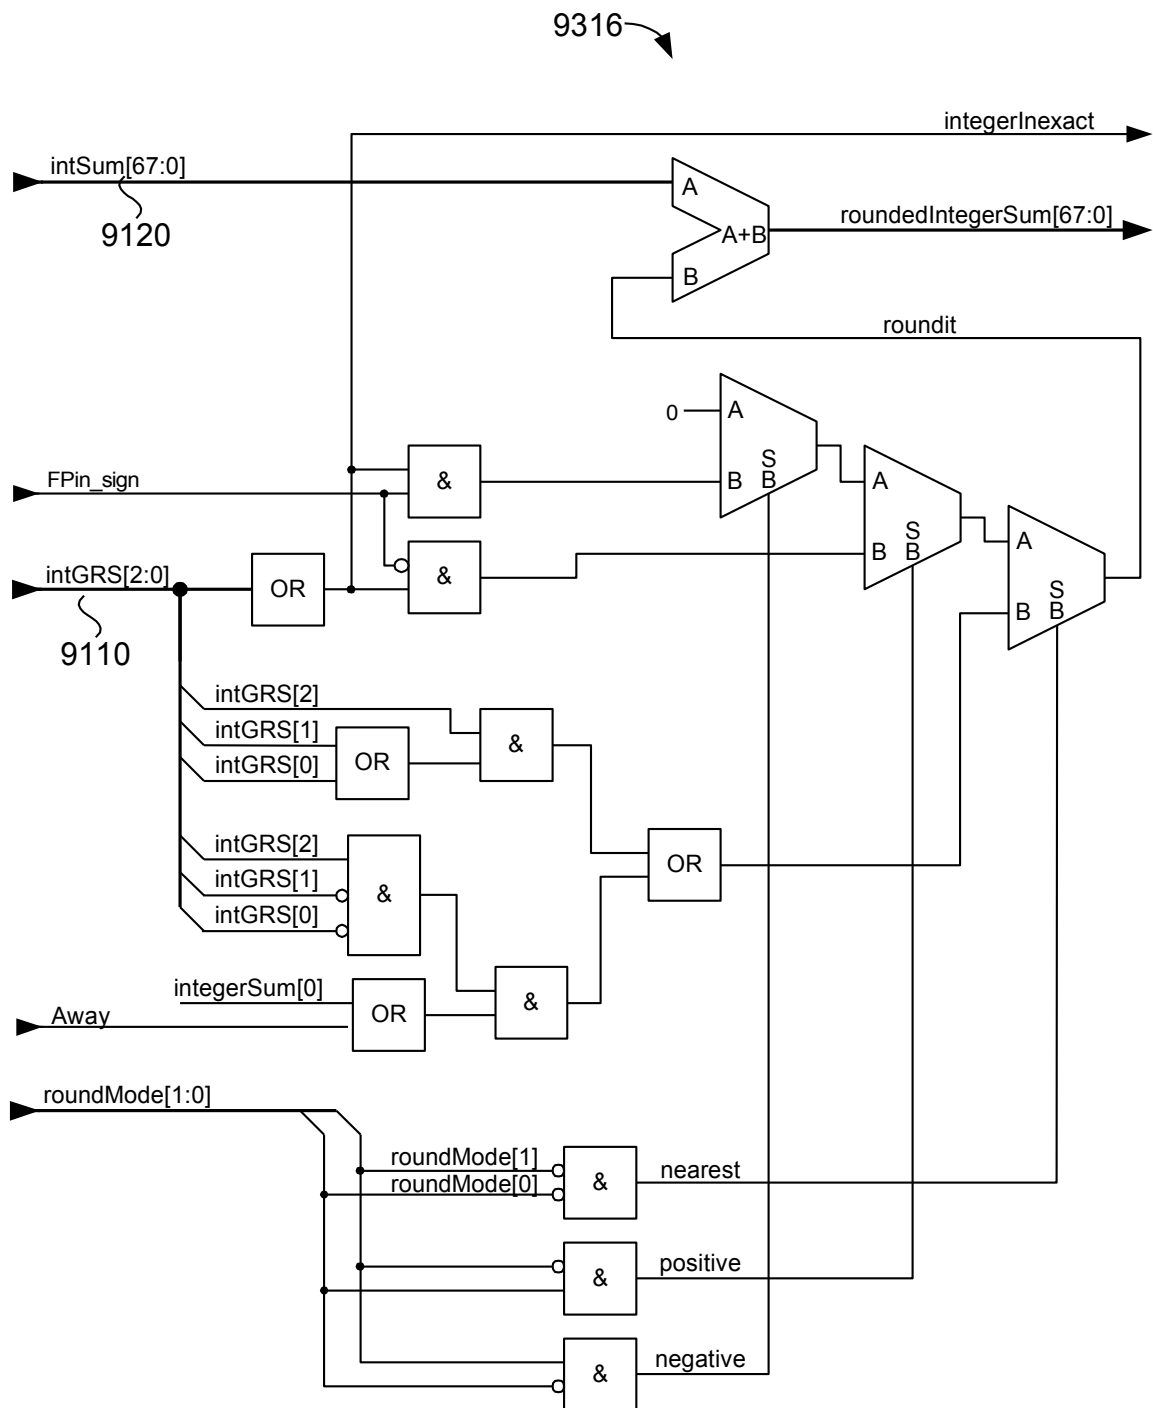 9316
integerInexact
intSum[67:0]
A
roundedIntegerSum[67:0]
9120
A+B
B
roundit
0
A
FPin_sign
&
B
S
B
A
B
S
B
A
B
S
B
intGRS[2:0]
OR
&
9110
intGRS[2]
intGRS[1]
intGRS[0]
OR
&
intGRS[2]
intGRS[1]
intGRS[0]
&
OR
integerSum[0]
Away
OR
&
roundMode[1:0]
roundMode[1]
roundMode[0]
&
nearest
&
positive
&
negative